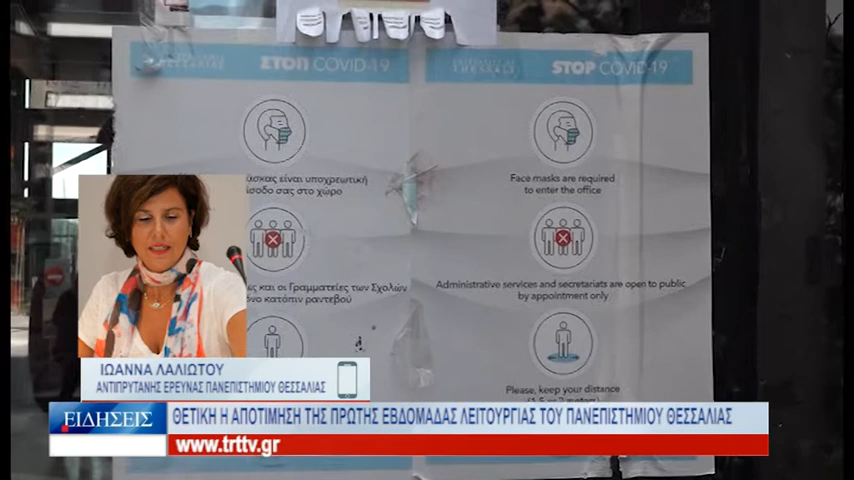 ΘΕΣΣΑΛΙΑΣ
ΣΤΟΠ COVID-19
είναι υποχρεωτική
σας στο χώρο
και οι Γραμματείες των Σχολών
κατόπιν ραντεβού
STOP COVID-19
Face masks are required
to enter the office
Administrative services and secretariats are open to public
by appointment only
Please, keep your distance
ΙΩΑΝΝΑ ΛΑΛΙΩΤΟΥ
ΑΝΤΙΠΡΥΤΑΝΗΣ ΕΡΕΥΝΑΣ ΠΑΝΕΠΙΣΤΗΜΙΟΥ ΘΕΣΣΑΛΙΑΣ
ΕΙΔΗΣΕΙΣ
ΘΕΤΙΚΗ Η ΑΠΟΤΙΜΗΣΗ ΤΗΣ ΠΡΩΤΗΣ ΕΒΔΟΜΑΔΑΣ ΛΕΙΤΟΥΡΓΙΑΣ ΤΟΥ ΠΑΝΕΠΙΣΤΗΜΙΟΥ ΘΕΣΣΑΛΙΑΣ
www.trttv.gr